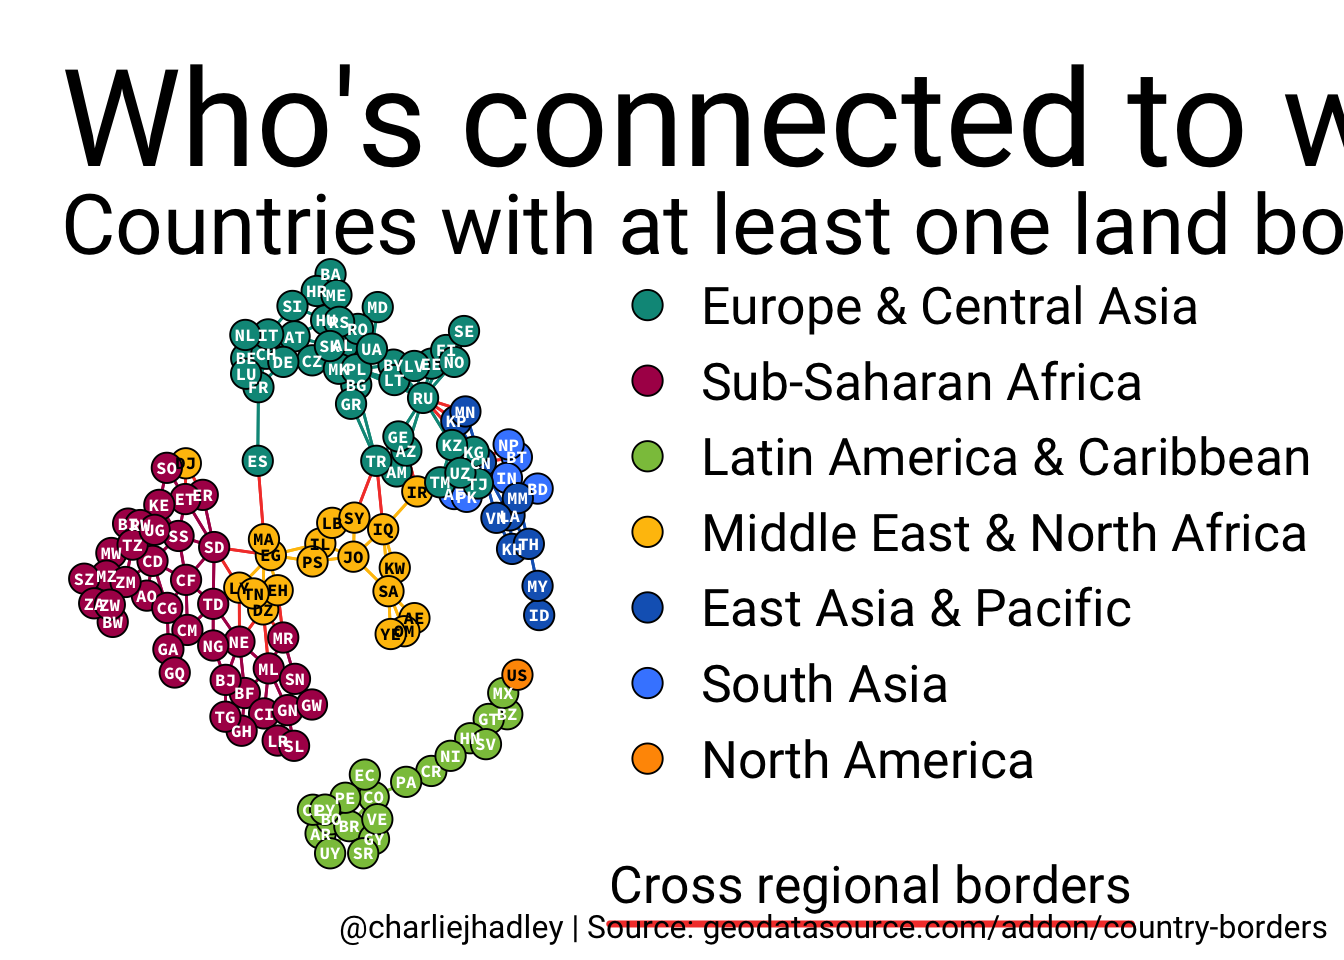 Who's connected to w
Countries with at least one land bo
Europe & Central Asia
Sub-Saharan Africa
Latin America & Caribbean
Middle East & North Africa
East Asia & Pacific
South Asia
North America
Cross regional borders
@charliejhadley | Source: geodatasource.com/addon/country-borders
BA
HR ME
SI MD
HU RS RO
NL IT AT SK AL UA SE
BE CH DE CZ FI
LU FR MK PL BY LV EE NO
BG LT
GR RU
MN
KP
GE AZ KZ KG NP
ES TR AM CN BT
SO DJ TM UZ TJ IN
KE ET ER IR PK BD
MM
RW UG SS LB SY IQ VN LA
TZ SD MA IL JO KH TH
MW CD EG PS KW
SZ MZ ZM CF LY TN EH SA MY
ZA ZW AO CG TD DZ AE ID
BW CM NG NE MR YE OM
GA GQ
BJ ML SN US
BF MX
TG CI GN GW GT BZ
GH LR SL HN SV
NI
EC PA CR
PE CO
PY BO BR VE
AR GY
UY SR